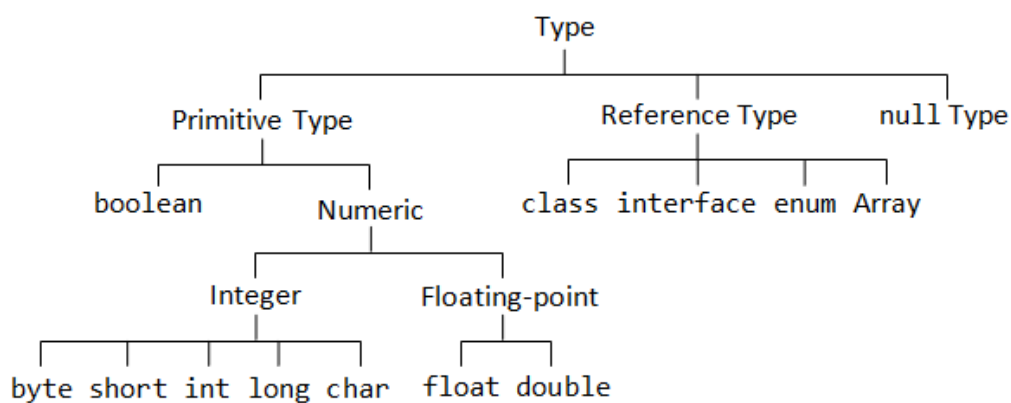 Type
Primitive Type Reference Type null Type
boolean Numeric class interface enum Array
Integer Floating-point
byte short int long char float double